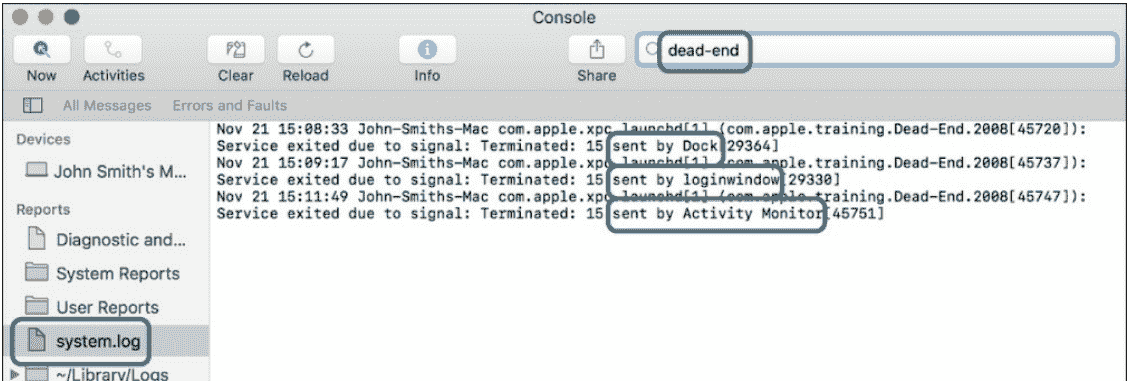 Console
dead-end
Now Activities Clear Reload Info Share
All Messages Errors and Faults
Devices
John Smith's M...
Reports
Diagnostic and...
System Reports
User Reports
system.log
~/Library/Logs
Nov 21 15:08:33 John-Smiths-Mac com.apple.xpc.launchd[1] (com.apple.training.Dead-End.2008[45720]):
Service exited due to signal: Terminated: 15 sent by Dock[29364]
Nov 21 15:09:17 John-Smiths-Mac com.apple.xpc.launchd[1] (com.apple.training.Dead-End.2008[45737]):
Service exited due to signal: Terminated: 15 sent by loginwindow[29330]
Nov 21 15:11:49 John-Smiths-Mac com.apple.xpc.launchd[1] (com.apple.training.Dead-End.2008[45747]):
Service exited due to signal: Terminated: 15 sent by Activity Monitor[45751]